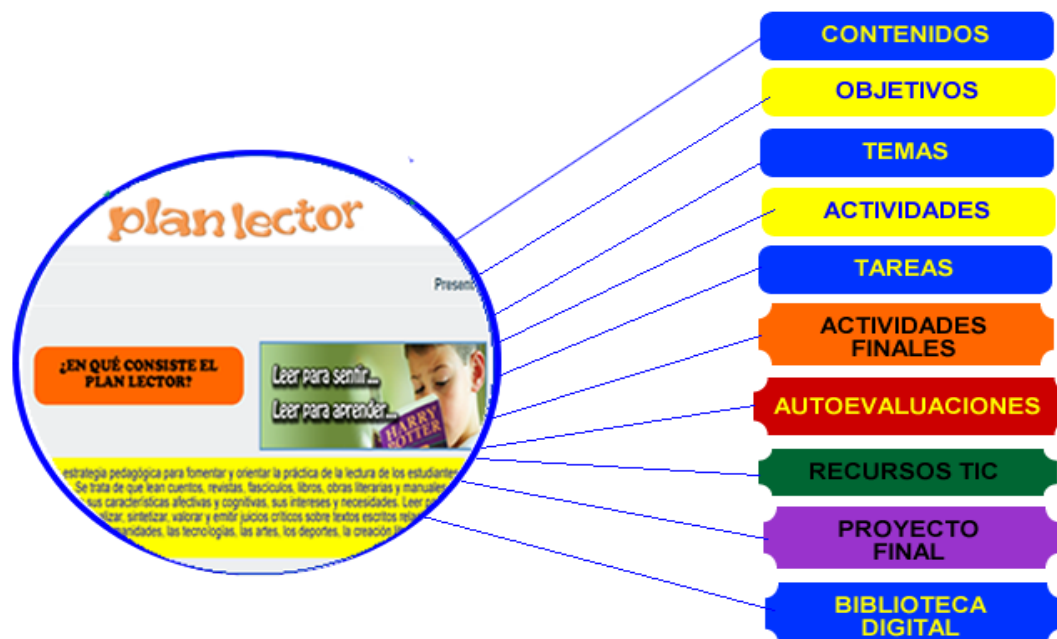 plan lector
Present
¿EN QUÉ CONSISTE EL
PLAN LECTOR?
Leer para sentir...
Leer para aprender...
HARRY
POTTER
estrategia pedagógica para fomentar y orientar la práctica de la lectura de los estudiantes
Se trata de que lean cuentos, revistas, fascículos, libros, obras literarias y manuales
sus características afectivas y cognitivas, sus intereses y necesidades. Leer
sintetizar, valorar y emitir juicios críticos sobre textos escritos
las tecnologías, las artes, los deportes, la creación
CONTENIDOS
OBJETIVOS
TEMAS
ACTIVIDADES
TAREAS
ACTIVIDADES
FINALES
AUTOEVALUACIONES
RECURSOS TIC
PROYECTO
FINAL
BIBLIOTECA
DIGITAL